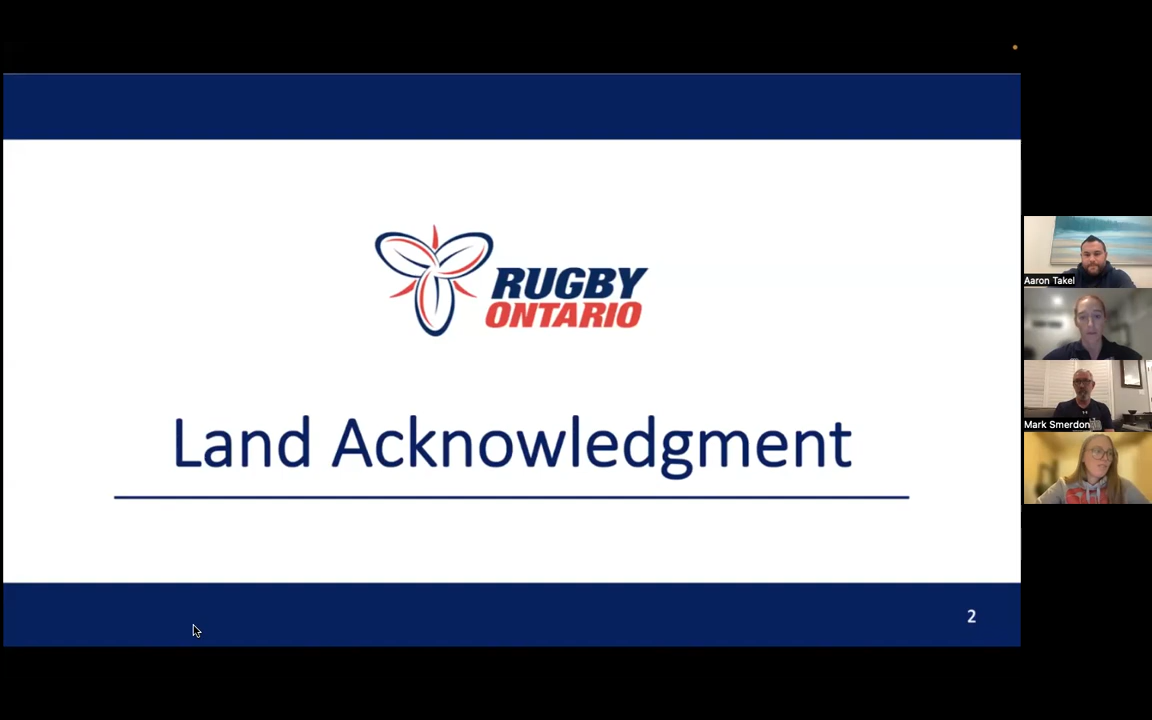 RUGBY
ONTARIO
Land Acknowledgment
2
Aaron Takel
Mark Smerdon